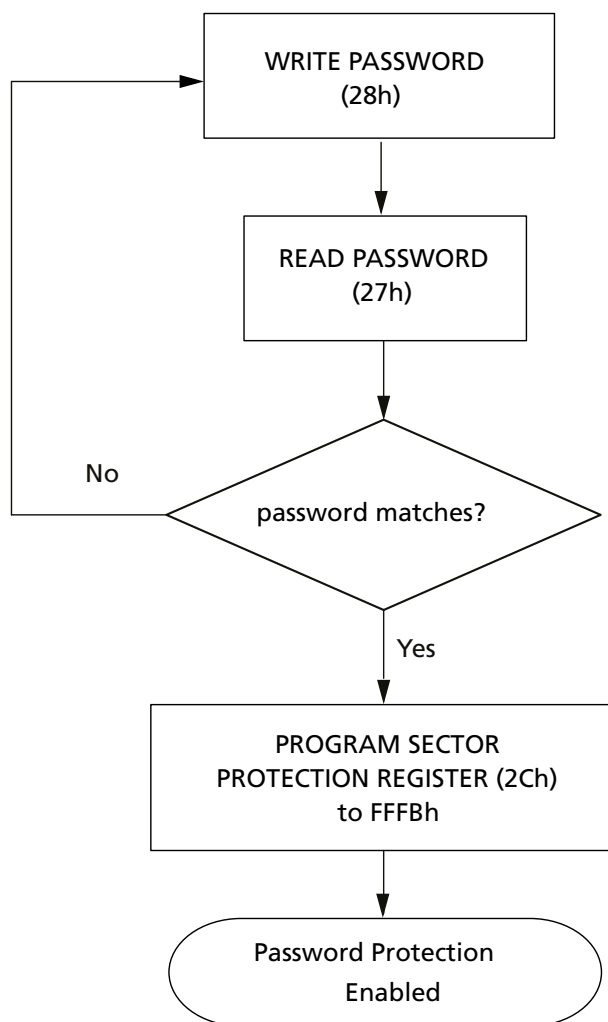 WRITE PASSWORD
(28h)
READ PASSWORD
(27h)
No
password matches?
Yes
PROGRAM SECTOR
PROTECTION REGISTER (2Ch)
to FFFBh
Password Protection
Enabled